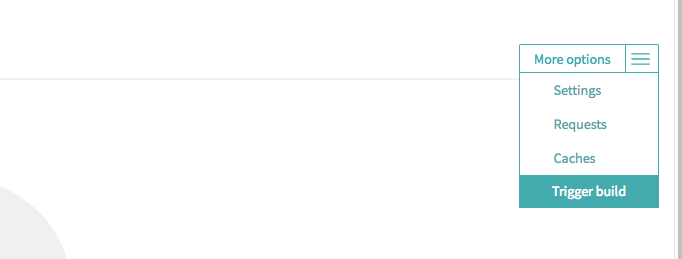 More options
Settings
Requests
Caches
Trigger build